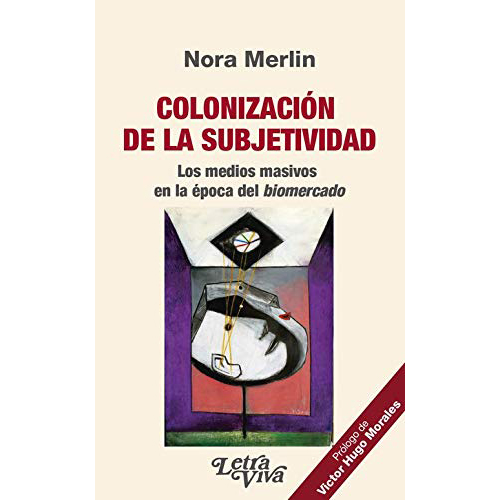 Nora Merlin
COLONIZACIÓN
DE LA SUBJETIVIDAD
Los medios masivos
en la época del biomercado
Prólogo de
Victor Hugo Morales
Letra
Viva